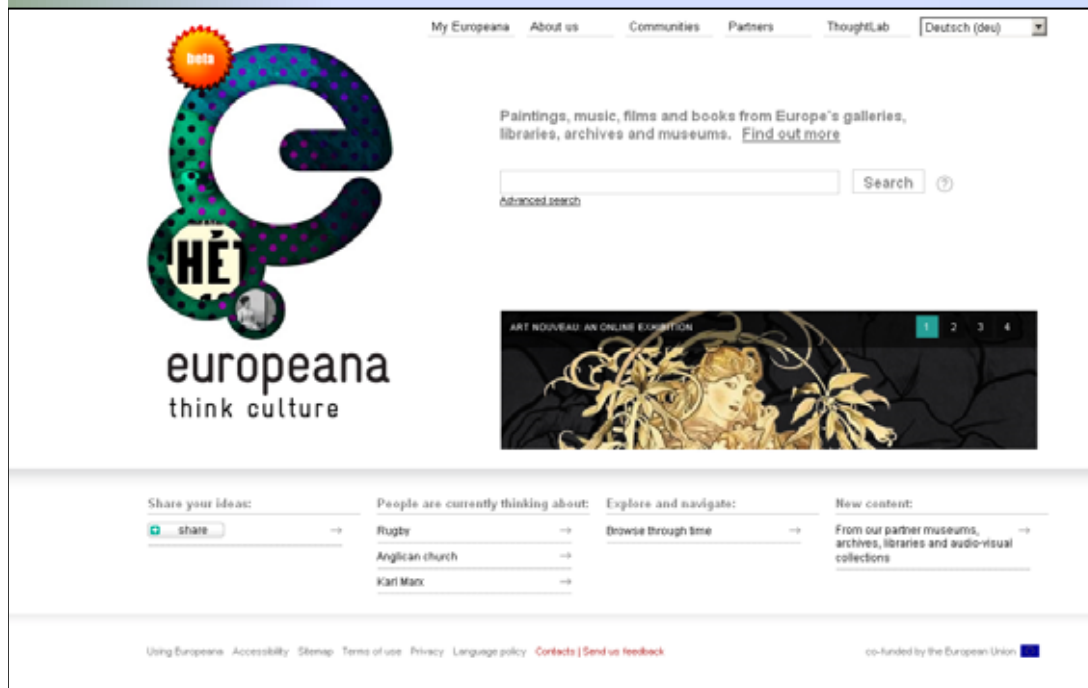 My Europeana About us Communities Partners ThoughtLab Deutsch (deu)
beta
Paintings, music, films and books from Europe's galleries,
libraries, archives and museums. Find out more
Search ?
Advanced search
HÉT
ART NOUVEAU: AN ONLINE EXHIBITION 1 2 3 4
europeana
think culture
Share your ideas: People are currently thinking about: Explore and navigate: New content:
share Rugby Browse through time From our partner museums,
archives, libraries and audio-visual
collections
Anglican church
Karl Marx
Using Europeana Accessibility Sitemap Terms of use Privacy Language policy Contacts | Send us feedback co-funded by the European Union